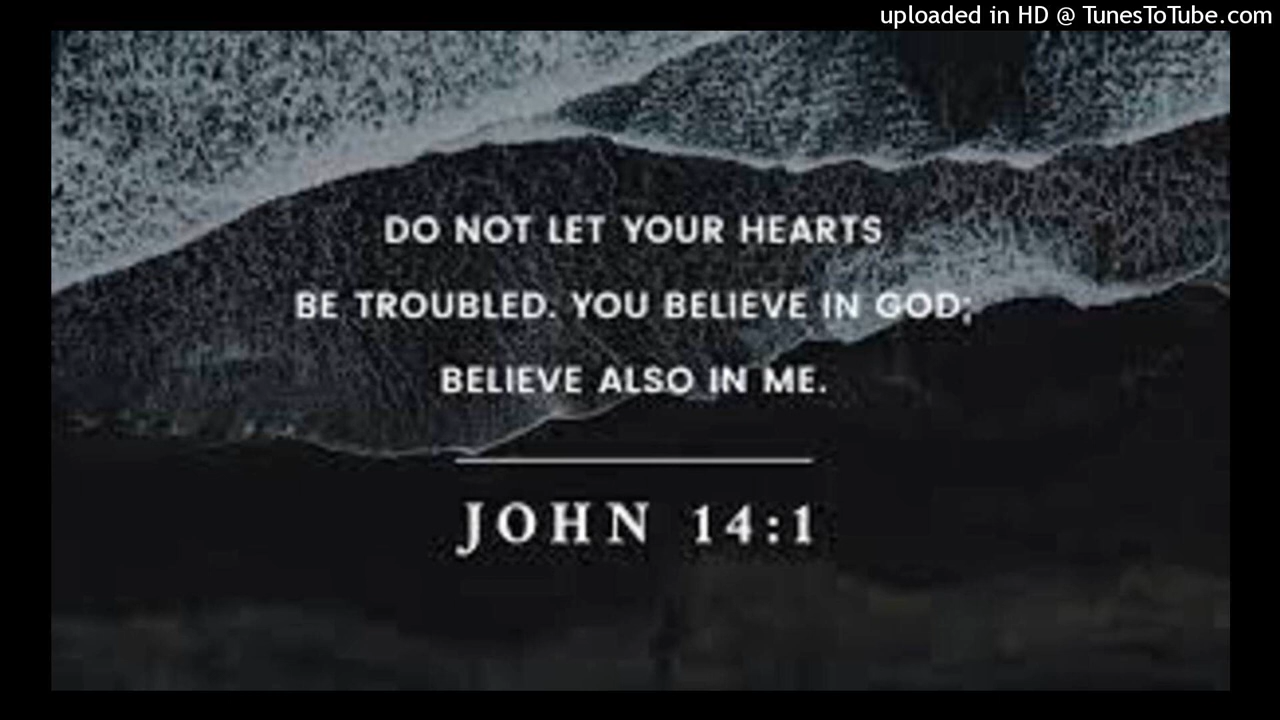 uploaded in HD @ TunesToTube.com
DO NOT LET YOUR HEARTS
BE TROUBLED. YOU BELIEVE IN GOD;
BELIEVE ALSO IN ME.
JOHN 14:1